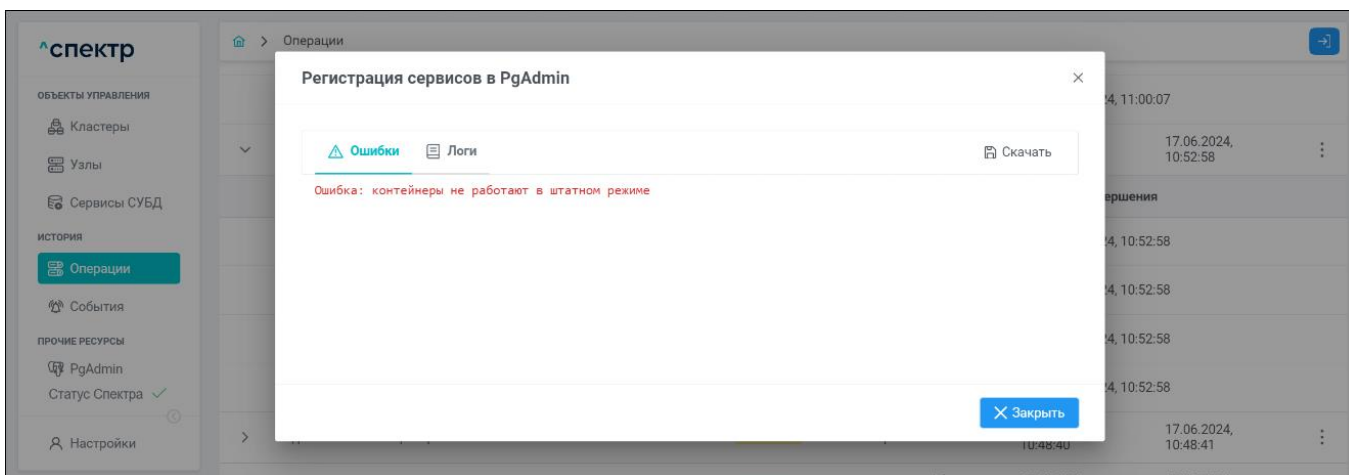 ^спектр
Операции
Регистрация сервисов в PgAdmin
ОБЪЕКТЫ УПРАВЛЕНИЯ
4, 11:00:07
Кластеры
Ошибки
Логи
Скачать
17.06.2024,
10:52:58
Узлы
Ошибка: контейнеры не работают в штатном режиме
Сервисы СУБД
ершения
ИСТОРИЯ
4, 10:52:58
Операции
4, 10:52:58
События
ПРОЧИЕ РЕСУРСЫ
4, 10:52:58
PgAdmin
Статус Спектра
4, 10:52:58
Закрыть
Настройки
10:48:40
17.06.2024,
10:48:41